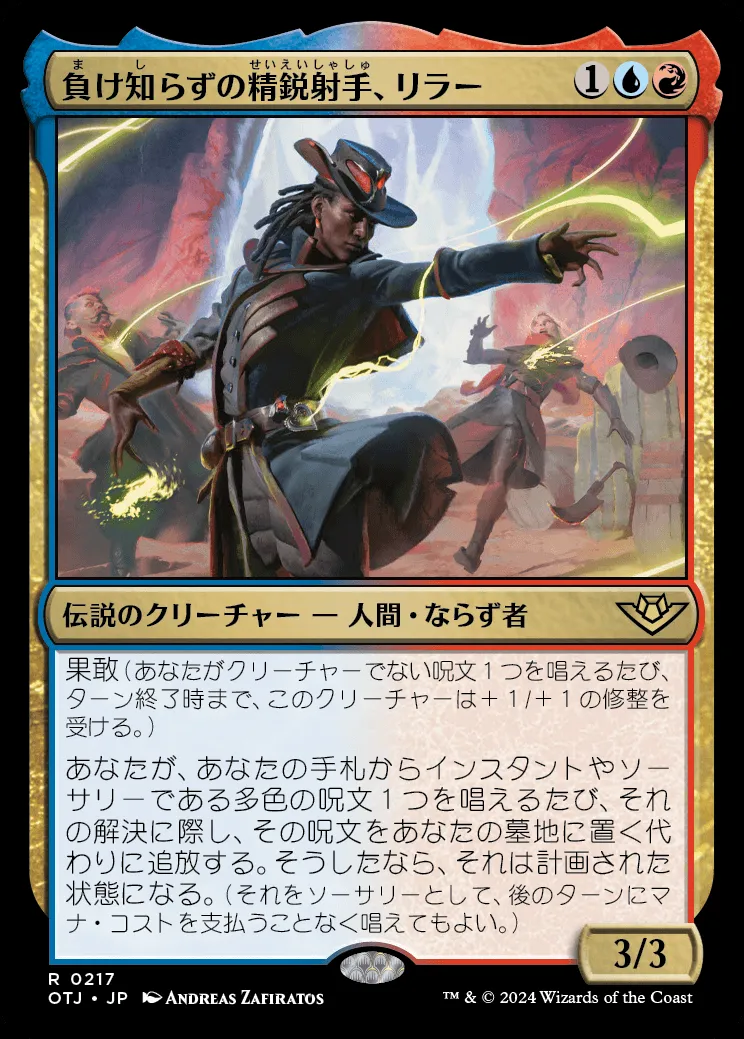 ま し せいえいしゃしゅ
負け知らずの精鋭射手、リラー 1
伝説のクリーチャー ― 人間・ならず者
果敢(あなたがクリーチャーでない呪文1つを唱えるたび、
ターン終了時まで、このクリーチャーは+1/+1の修整を
受ける。)
あなたが、あなたの手札からインスタントやソー
サリーである多色の呪文1つを唱えるたび、それ
の解決に際し、その呪文をあなたの墓地に置く代
わりに追放する。そうしたなら、それは計画された
状態になる。(それをソーサリーとして、後のターンにマ
ナ・コストを支払うことなく唱えてもよい。)
3/3
R 0217
OTJ・JP ANDREAS ZAFIRATOS
™ & © 2024 Wizards of the Coast